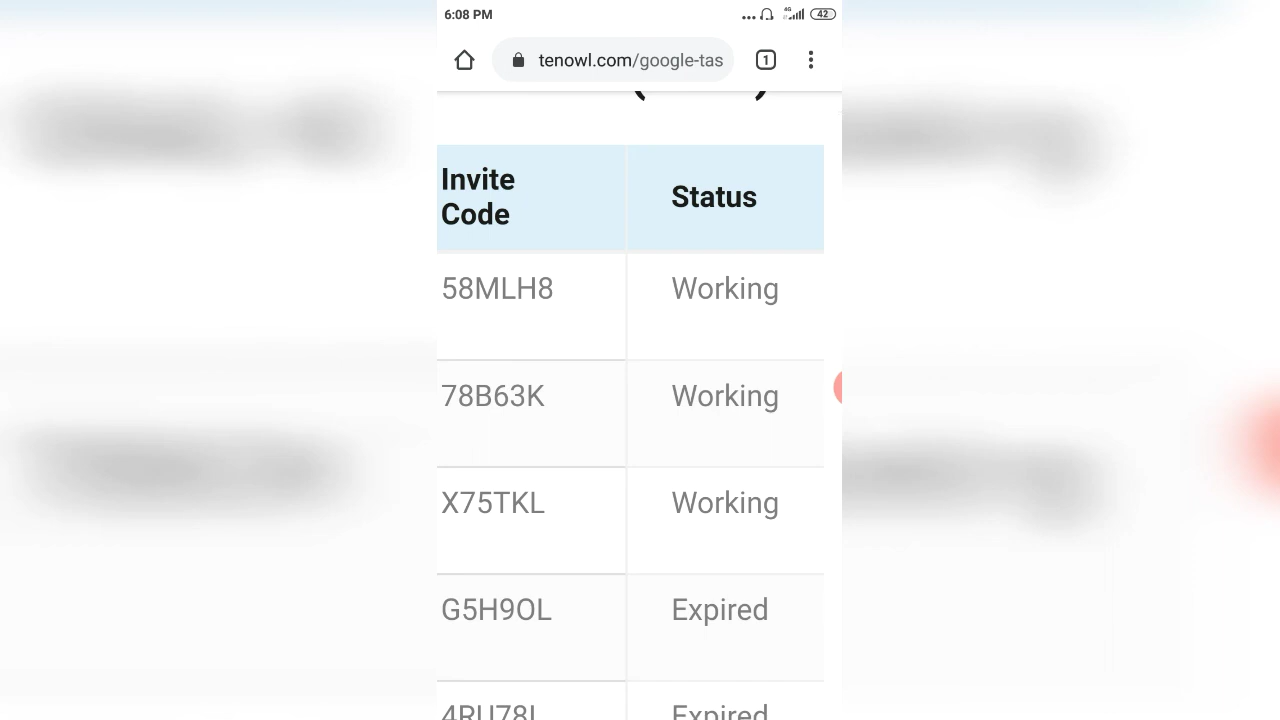 6:08 PM
4G
42
tenowl.com/google-tas
1
Invite
Code
Status
58MLH8
Working
78B63K
Working
X75TKL
Working
G5H9OL
Expired
Expired